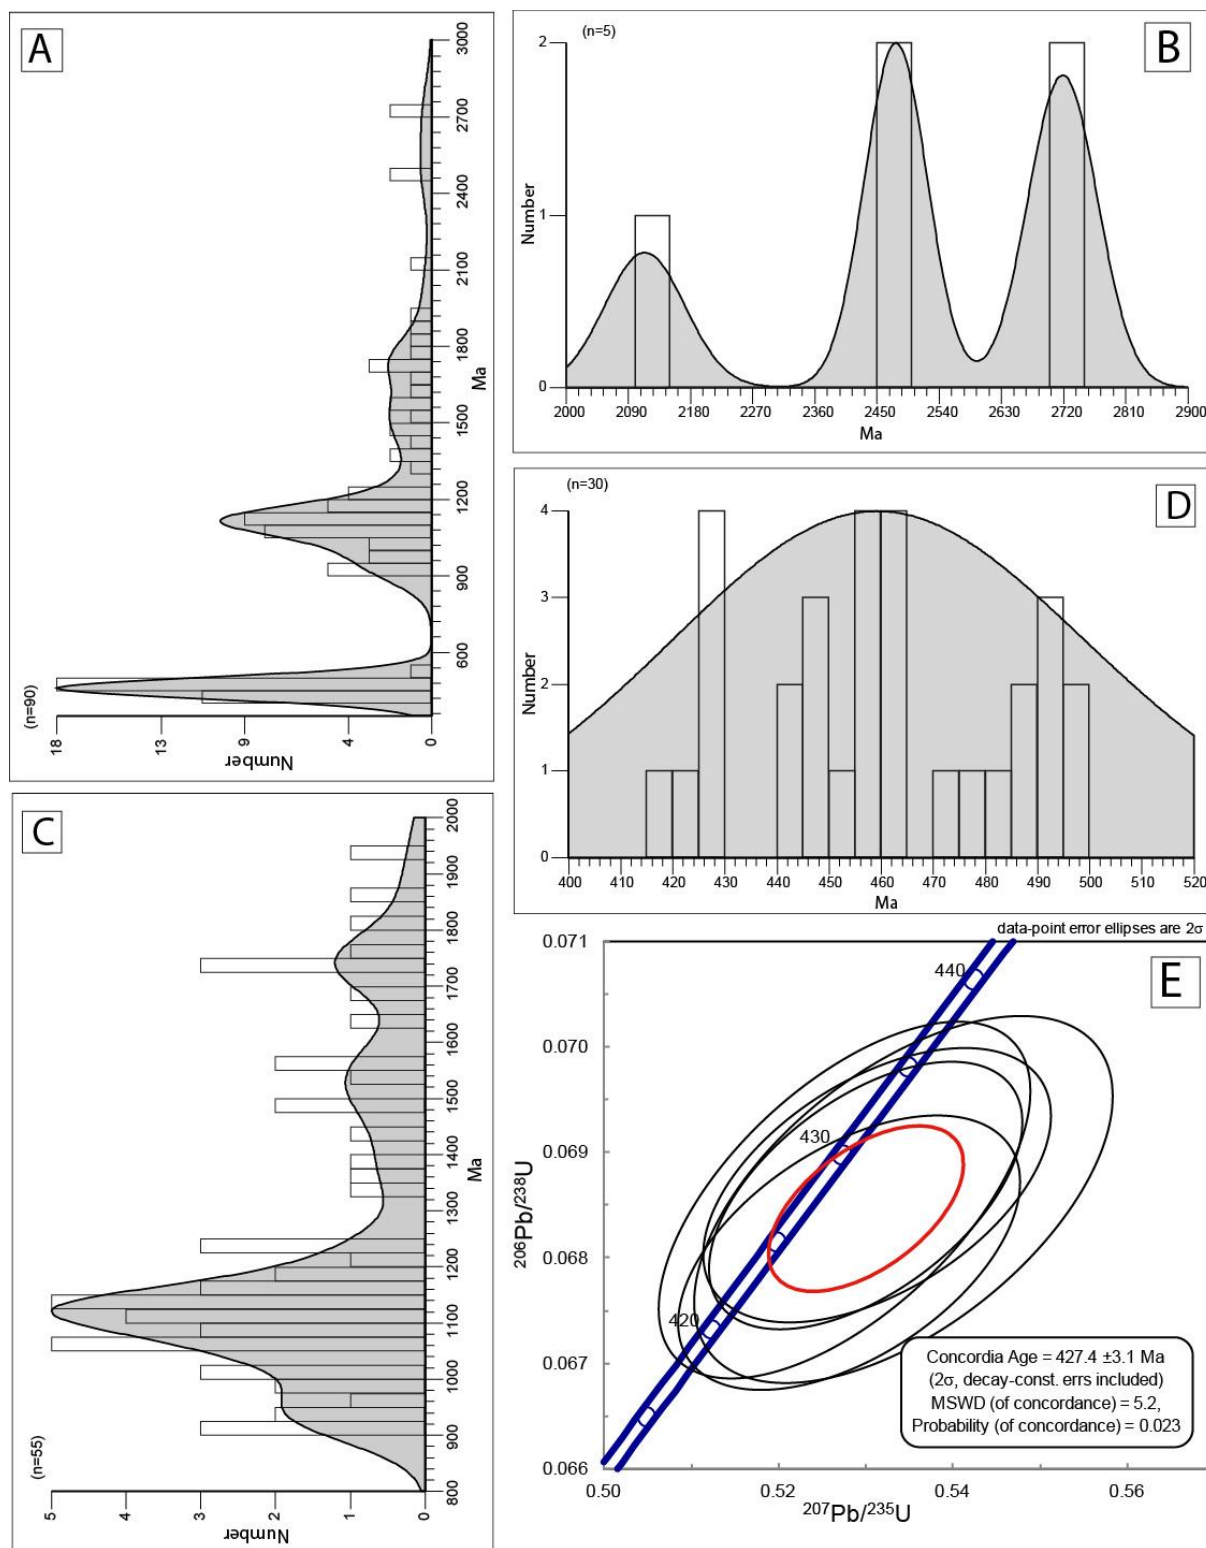 A
(n=90)
Number
18
13
9
4
0
Ma
600
900
1200
1500
1800
2100
2400
2700
3000
B
(n=5)
Number
2
1
0
2000 2090 2180 2270 2360 2450 2540 2630 2720 2810 2900
Ma
C
(n=55)
Number
5 4 3 2 1 0
Ma
800
900
1000
1100
1200
1300
1400
1500
1600
1700
1800
1900
2000
D
(n=30)
Number
4
3
2
1
0
400 410 420 430 440 450 460 470 480 490 500 510 520
Ma
data-point error ellipses are 2σ
E
0.071
0.070
0.069
0.068
0.067
0.066
206Pb/238U
440
430
420
Concordia Age = 427.4 ±3.1 Ma
(2σ, decay-const. errs included)
MSWD (of concordance) = 5.2,
Probability (of concordance) = 0.023
0.50 0.52 0.54 0.56
207Pb/235U